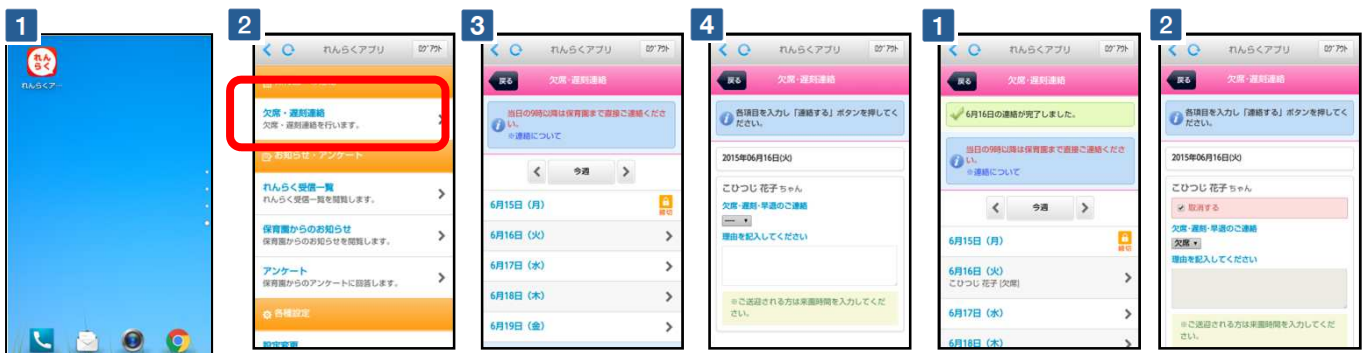 1
れん
らく
れんらくアー
2
れんらくアプリ
ﾛｸﾞｱｳﾄ
欠席・遅刻連絡
欠席・遅刻連絡を行います。
お知らせ・アンケート
れんらく受信一覧
れんらく受信一覧を閲覧します。
保育園からのお知らせ
保育園からのお知らせを閲覧します。
アンケート
保育園からのアンケートに回答します。
各種設定
設定変更
3
れんらくアプリ
ﾛｸﾞｱｳﾄ
戻る
欠席・遅刻連絡
当日の9時以降は保育園まで直接ご連絡くださ
い。
※連絡について
今週
6月15日（月）
締切
6月16日（火）
6月17日（水）
6月18日（木）
6月19日（金）
4
れんらくアプリ
ﾛｸﾞｱｳﾄ
戻る
欠席・遅刻連絡
各項目を入力し「連絡する」ボタンを押してく
ださい。
2015年06月16日(火)
こひつじ 花子 ちゃん
欠席・遅刻・早退のご連絡
----
理由を記入してください
※ご送迎される方は来園時間を入力してくだ
さい。
1
れんらくアプリ
ﾛｸﾞｱｳﾄ
戻る
欠席・遅刻連絡
6月16日の連絡が完了しました。
当日の9時以降は保育園まで直接ご連絡くださ
い。
※連絡について
今週
6月15日（月）
締切
6月16日（火）
こひつじ 花子 [欠席]
6月17日（水）
6月18日（木）
2
れんらくアプリ
ﾛｸﾞｱｳﾄ
戻る
欠席・遅刻連絡
各項目を入力し「連絡する」ボタンを押してく
ださい。
2015年06月16日(火)
こひつじ 花子 ちゃん
取消する
欠席・遅刻・早退のご連絡
欠席
理由を記入してください
※ご送迎される方は来園時間を入力してくだ
さい。